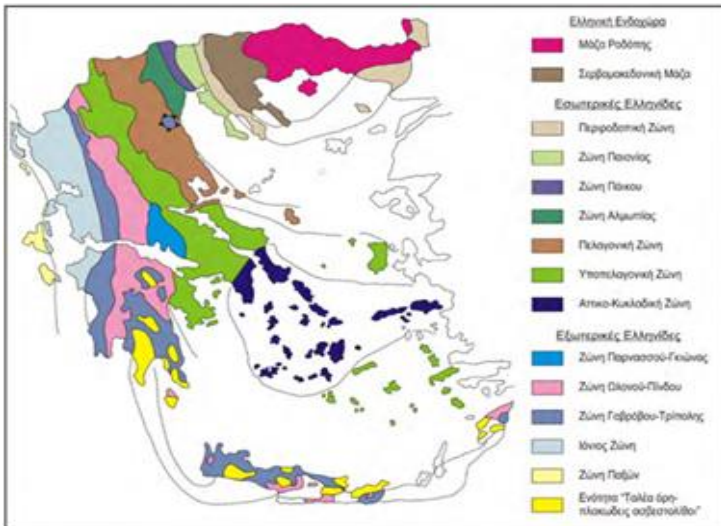 Ελληνική Ενδοχώρα
Μάζα Ροδόπης
Σερβομακεδονική Μάζα
Εσωτερικές Ελληνίδες
Περιροδοπική Ζώνη
Ζώνη Παιονίας
Ζώνη Πάικου
Ζώνη Αλμωπίας
Πελαγονική Ζώνη
Υποπελαγονική Ζώνη
Αττικο-Κυκλαδική Ζώνη
Εξωτερικές Ελληνίδες
Ζώνη Παρνασσού-Γκιώνας
Ζώνη Ωλονού-Πίνδου
Ζώνη Γαβρόβου-Τρίπολης
Ιόνιος Ζώνη
Ζώνη Παξών
Ενότητα "Ταλέα όρη-
πλακώδεις ασβεστόλιθοι"